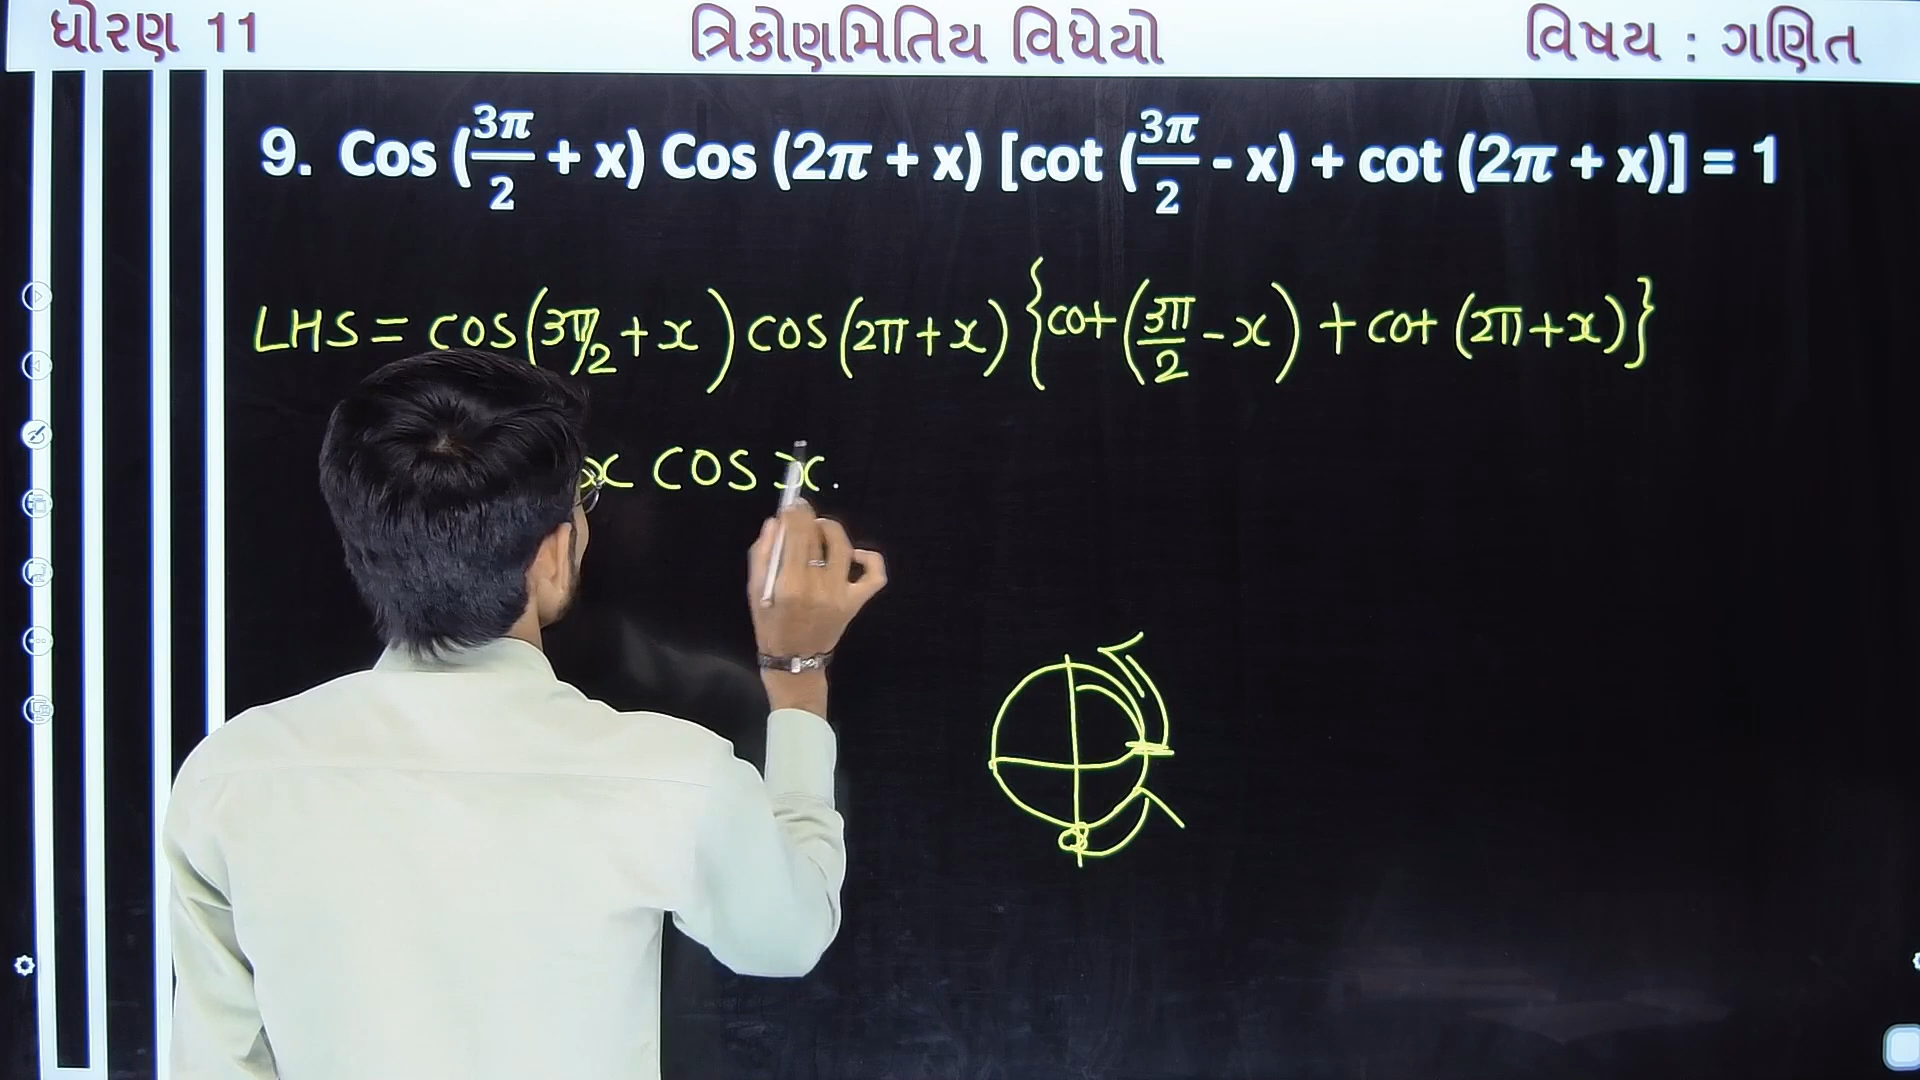 ધોરણ 11 ત્રિકોણમિતિય વિધેયો વિષય : ગણિત
9. Cos (3π/2 + x) Cos (2π + x) [cot (3π/2 - x) + cot (2π + x)] = 1
LHS = cos(3π/2 + x) cos(2π + x) {cot(3π/2 - x) + cot (2π + x)}
x cos x.